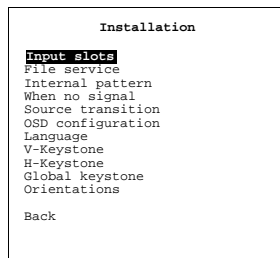 Installation
Input slots
File service
Internal pattern
When no signal
Source transition
OSD configuration
Language
V-Keystone
H-Keystone
Global keystone
Orientations
Back